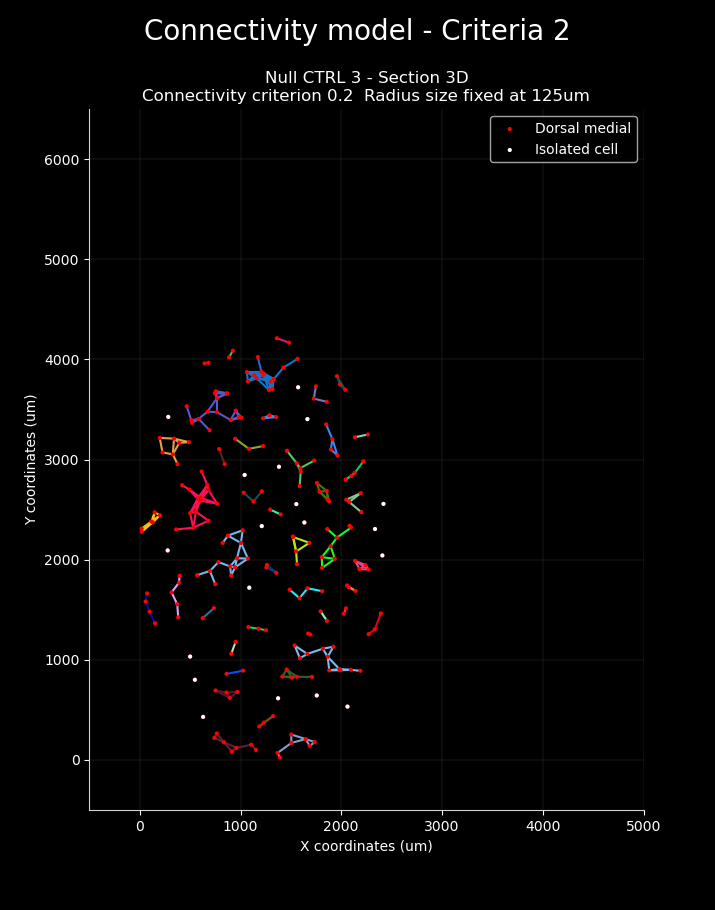 Connectivity model - Criteria 2
Null CTRL 3 - Section 3D
Connectivity criterion 0.2  Radius size fixed at 125um
Dorsal medial
Isolated cell
6000
5000
4000
3000
2000
1000
0
Y coordinates (um)
0 1000 2000 3000 4000 5000
X coordinates (um)